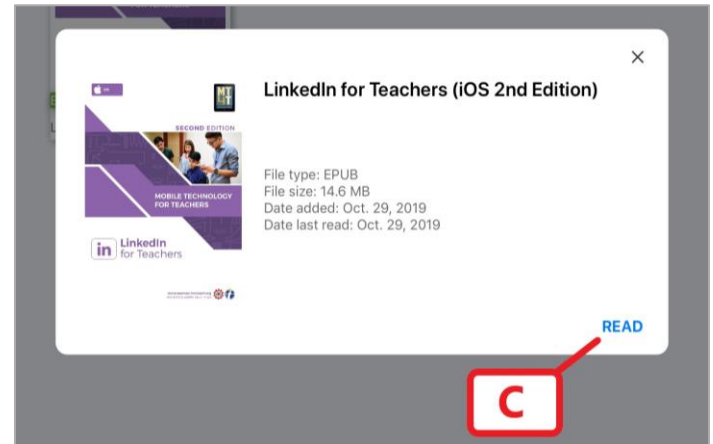 LinkedIn for Teachers (iOS 2nd Edition)
SECOND EDITION
MOBILE TECHNOLOGY
FOR TEACHERS
in LinkedIn
for Teachers
File type: EPUB
File size: 14.6 MB
Date added: Oct. 29, 2019
Date last read: Oct. 29, 2019
READ
C